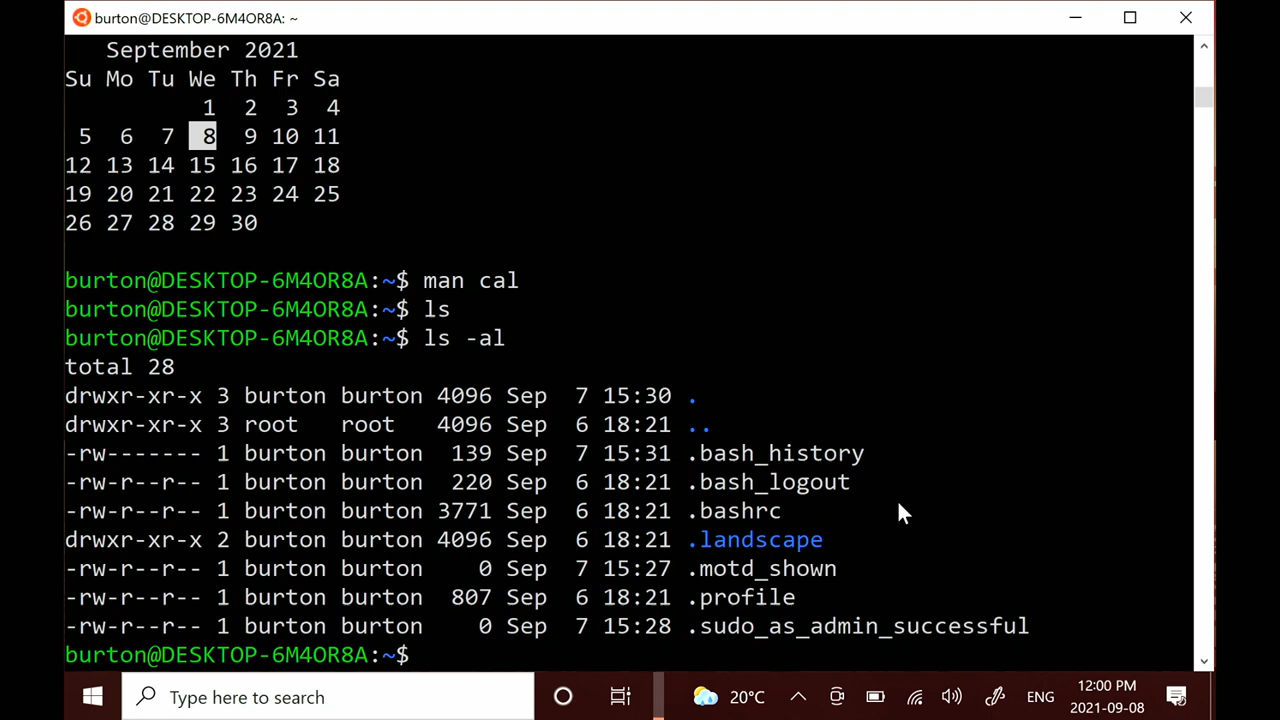 burton@DESKTOP-6M4OR8A: ~
September 2021
Su Mo Tu We Th Fr Sa
1 2 3 4
5 6 7 8 9 10 11
12 13 14 15 16 17 18
19 20 21 22 23 24 25
26 27 28 29 30
burton@DESKTOP-6M4OR8A:~$ man cal
burton@DESKTOP-6M4OR8A:~$ ls
burton@DESKTOP-6M4OR8A:~$ ls -al
total 28
drwxr-xr-x 3 burton burton 4096 Sep  7 15:30 .
drwxr-xr-x 3 root   root   4096 Sep  6 18:21 ..
-rw------- 1 burton burton  139 Sep  7 15:31 .bash_history
-rw-r--r-- 1 burton burton  220 Sep  6 18:21 .bash_logout
-rw-r--r-- 1 burton burton 3771 Sep  6 18:21 .bashrc
drwxr-xr-x 2 burton burton 4096 Sep  6 18:21 .landscape
-rw-r--r-- 1 burton burton    0 Sep  7 15:27 .motd_shown
-rw-r--r-- 1 burton burton  807 Sep  6 18:21 .profile
-rw-r--r-- 1 burton burton    0 Sep  7 15:28 .sudo_as_admin_successful
burton@DESKTOP-6M4OR8A:~$
Type here to search
20°C
ENG
12:00 PM
2021-09-08